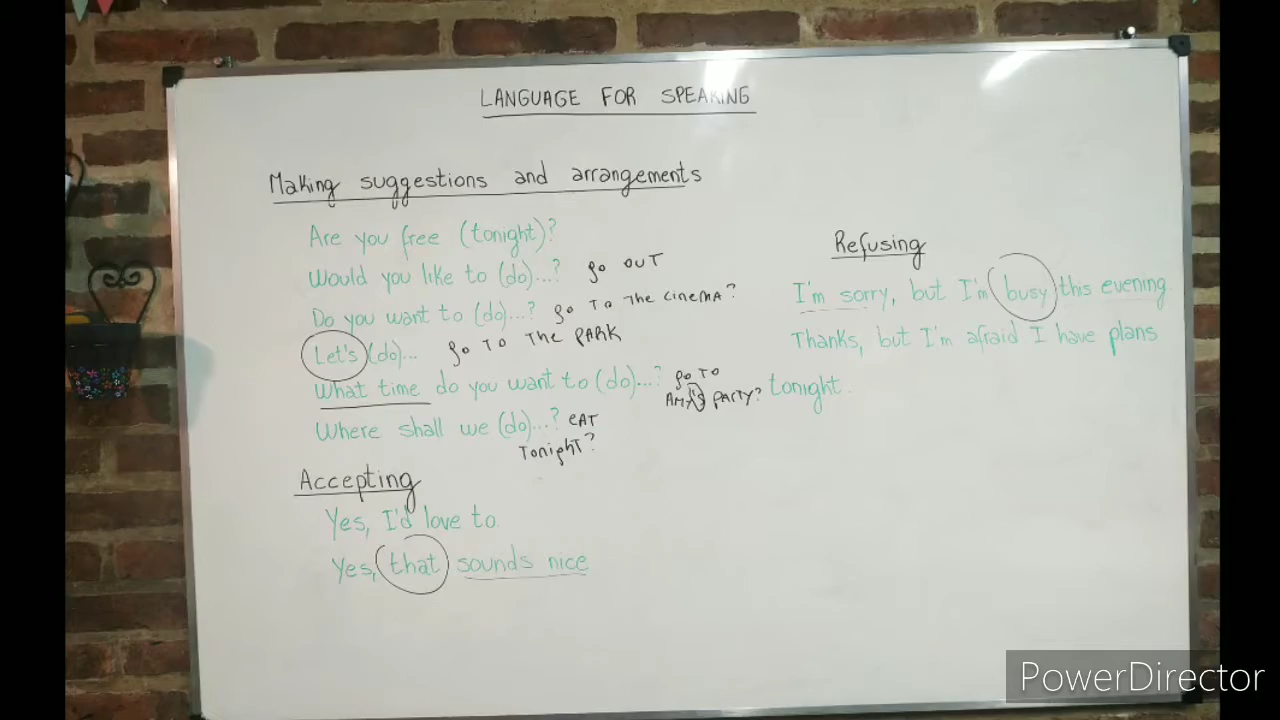 LANGUAGE FOR SPEAKING
Making suggestions and arrangements
Are you free (tonight)?
Would you like to (do)...? go OUT
Do you want to (do)...? go TO The cineMA?
Let's (do)... go TO The PARK
What time do you want to (do)...? go TO
AMY's PARTY?
Where shall we (do)...? eAT
Tonight?
Accepting
Yes, I'd love to.
Yes, that sounds nice
Refusing
I'm sorry, but I'm busy this evening.
Thanks, but I'm afraid I have plans
tonight.
PowerDirector